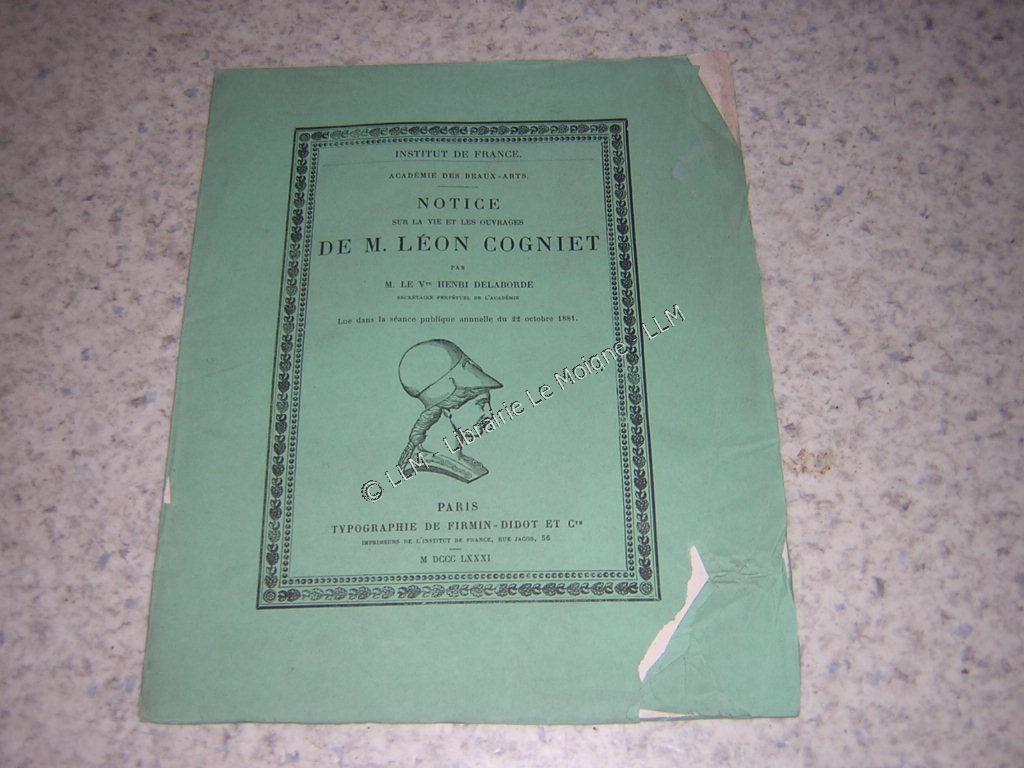 INSTITUT DE FRANCE.
ACADÉMIE DES BEAUX-ARTS.
NOTICE
SUR LA VIE ET LES OUVRAGES
DE M. LÉON COGNIET
PAR
M. LE Vte HENRI DELABORDE
SECRÉTAIRE PERPÉTUEL DE L'ACADÉMIE
Lue dans la séance publique annuelle du 22 octobre 1881.
© LLM - Librairie Le Moigne - LLM
PARIS
TYPOGRAPHIE DE FIRMIN-DIDOT ET Cie
IMPRIMEURS DE L'INSTITUT DE FRANCE, RUE JACOB, 56
M DCCC LXXXI